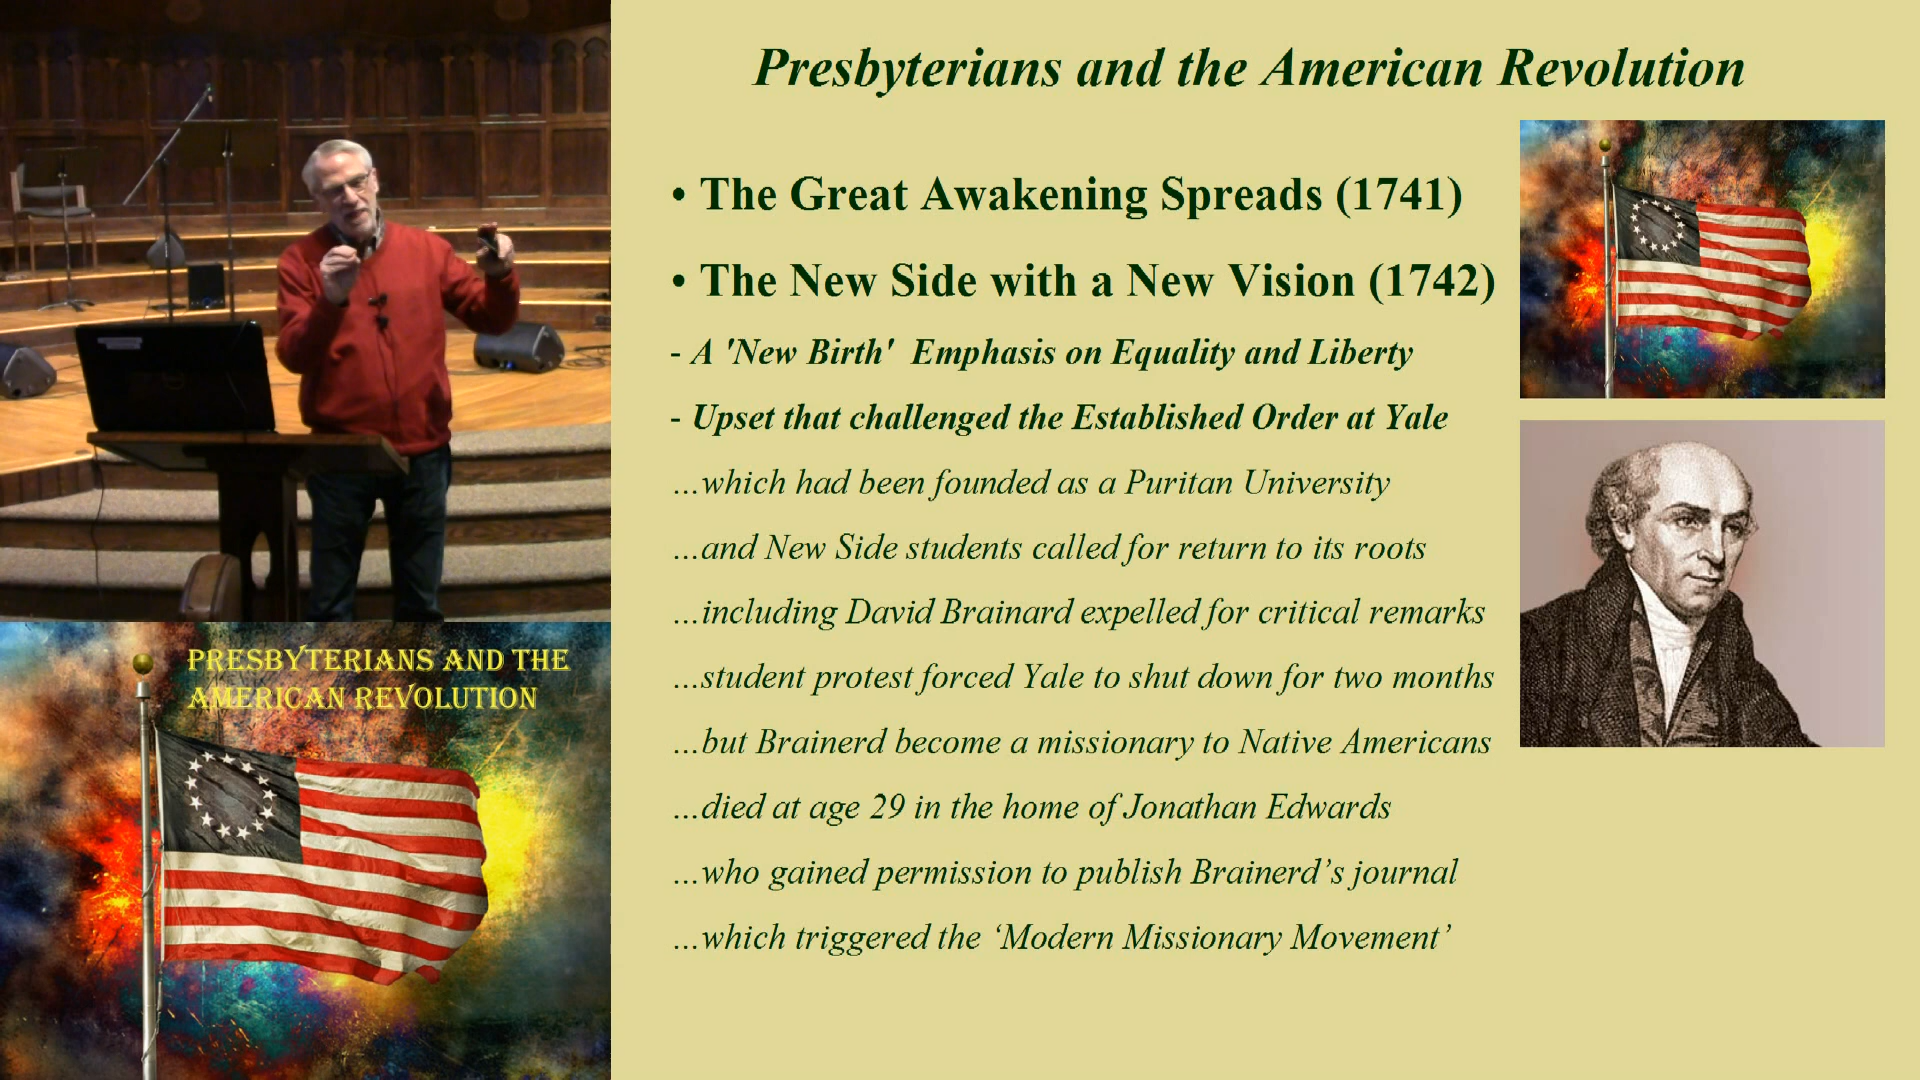 Presbyterians and the American Revolution
• The Great Awakening Spreads (1741)
• The New Side with a New Vision (1742)
- A 'New Birth' Emphasis on Equality and Liberty
- Upset that challenged the Established Order at Yale
...which had been founded as a Puritan University
...and New Side students called for return to its roots
...including David Brainard expelled for critical remarks
...student protest forced Yale to shut down for two months
...but Brainerd become a missionary to Native Americans
...died at age 29 in the home of Jonathan Edwards
...who gained permission to publish Brainerd’s journal
...which triggered the ‘Modern Missionary Movement’
PRESBYTERIANS AND THE
AMERICAN REVOLUTION